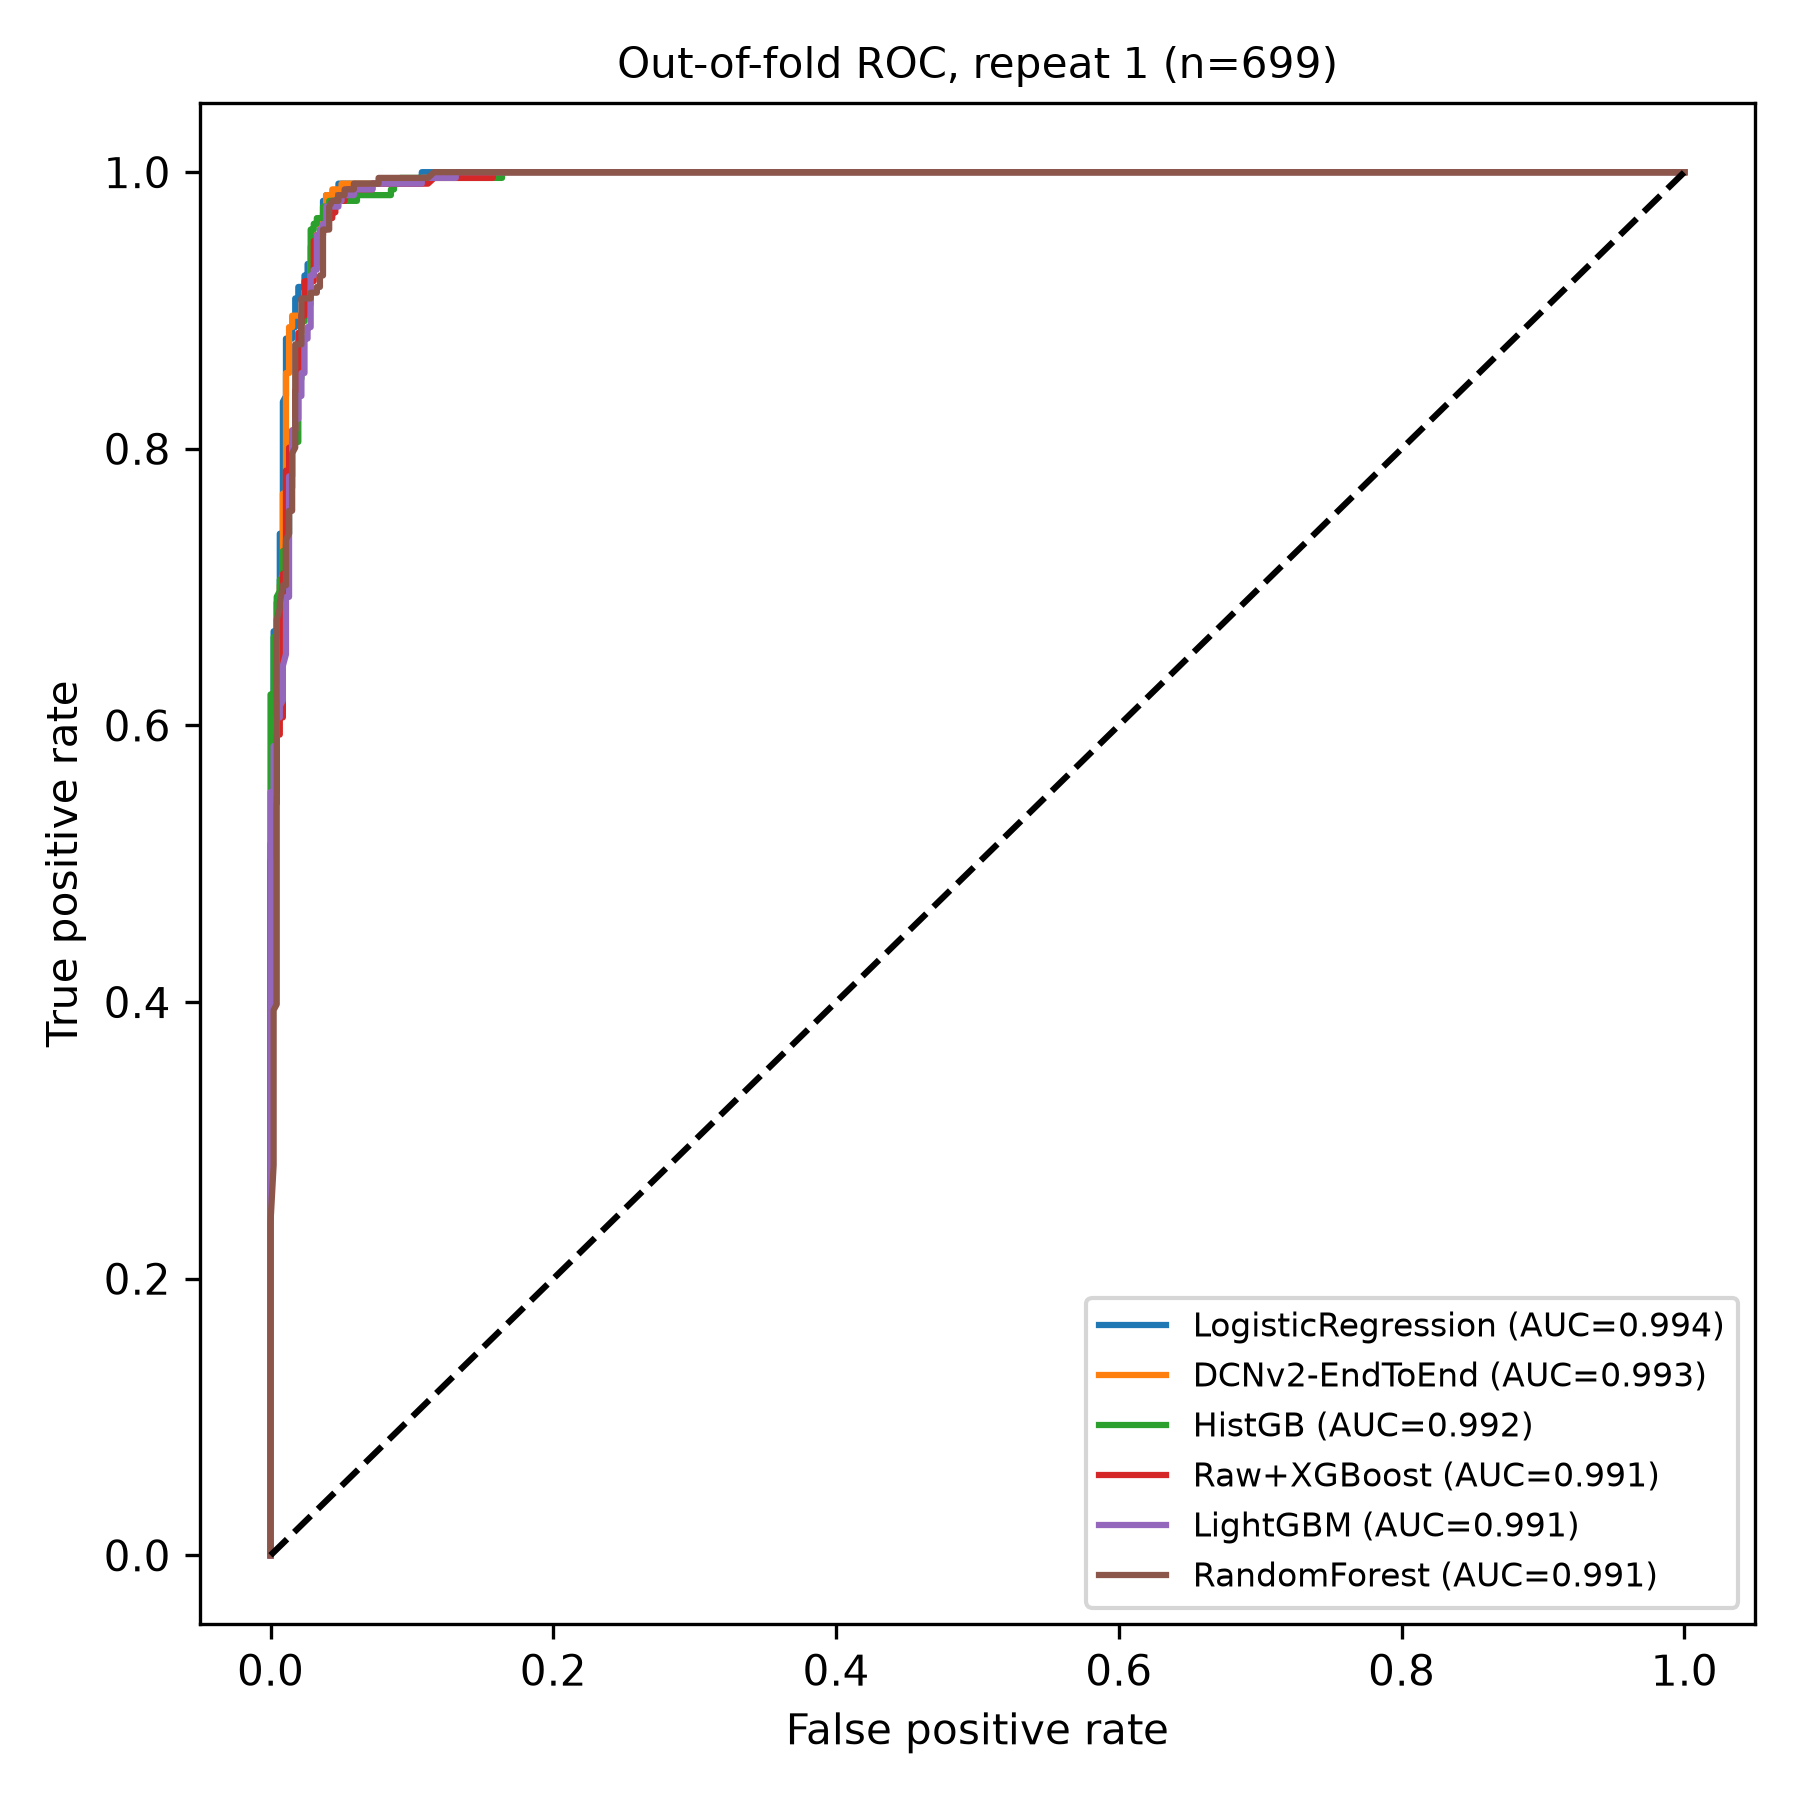 Out-of-fold ROC, repeat 1 (n=699)
True positive rate
1.0
0.8
0.6
0.4
0.2
0.0
0.0 0.2 0.4 0.6 0.8 1.0
False positive rate
LogisticRegression (AUC=0.994)
DCNv2-EndToEnd (AUC=0.993)
HistGB (AUC=0.992)
Raw+XGBoost (AUC=0.991)
LightGBM (AUC=0.991)
RandomForest (AUC=0.991)